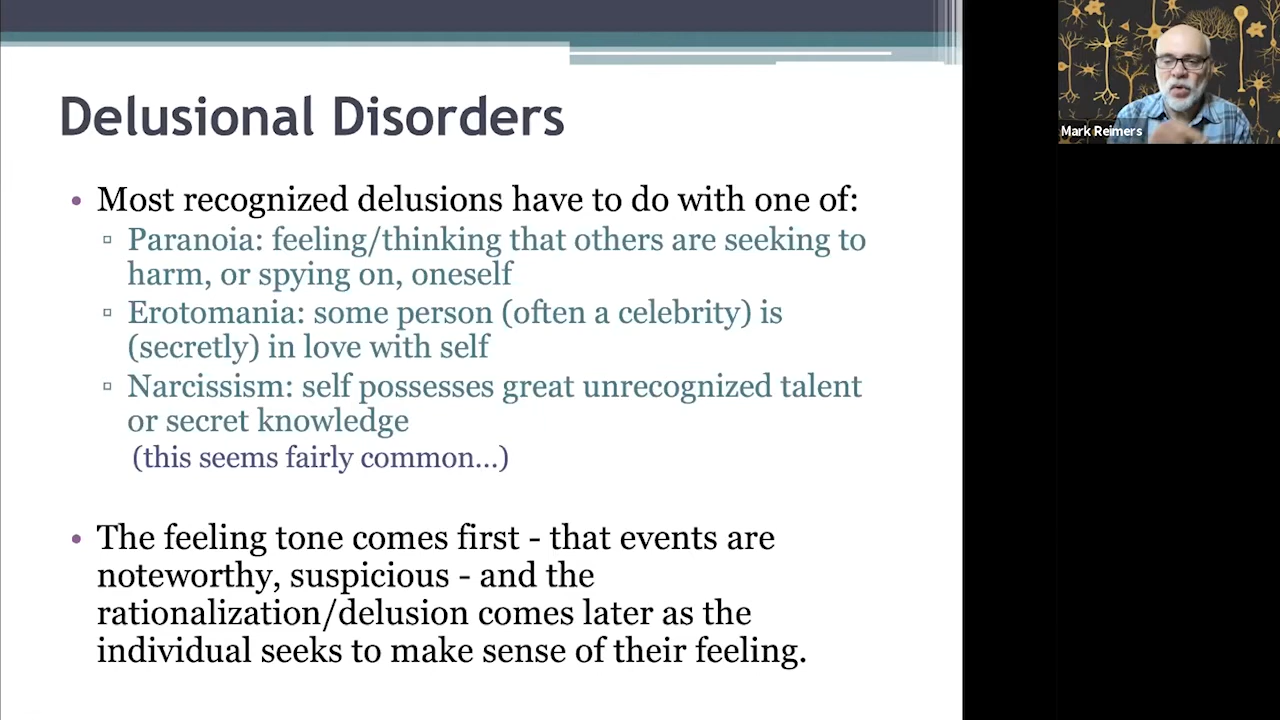 Delusional Disorders
• Most recognized delusions have to do with one of:
▫ Paranoia: feeling/thinking that others are seeking to
harm, or spying on, oneself
▫ Erotomania: some person (often a celebrity) is
(secretly) in love with self
▫ Narcissism: self possesses great unrecognized talent
or secret knowledge
(this seems fairly common...)
• The feeling tone comes first - that events are
noteworthy, suspicious - and the
rationalization/delusion comes later as the
individual seeks to make sense of their feeling.
Mark Reimers